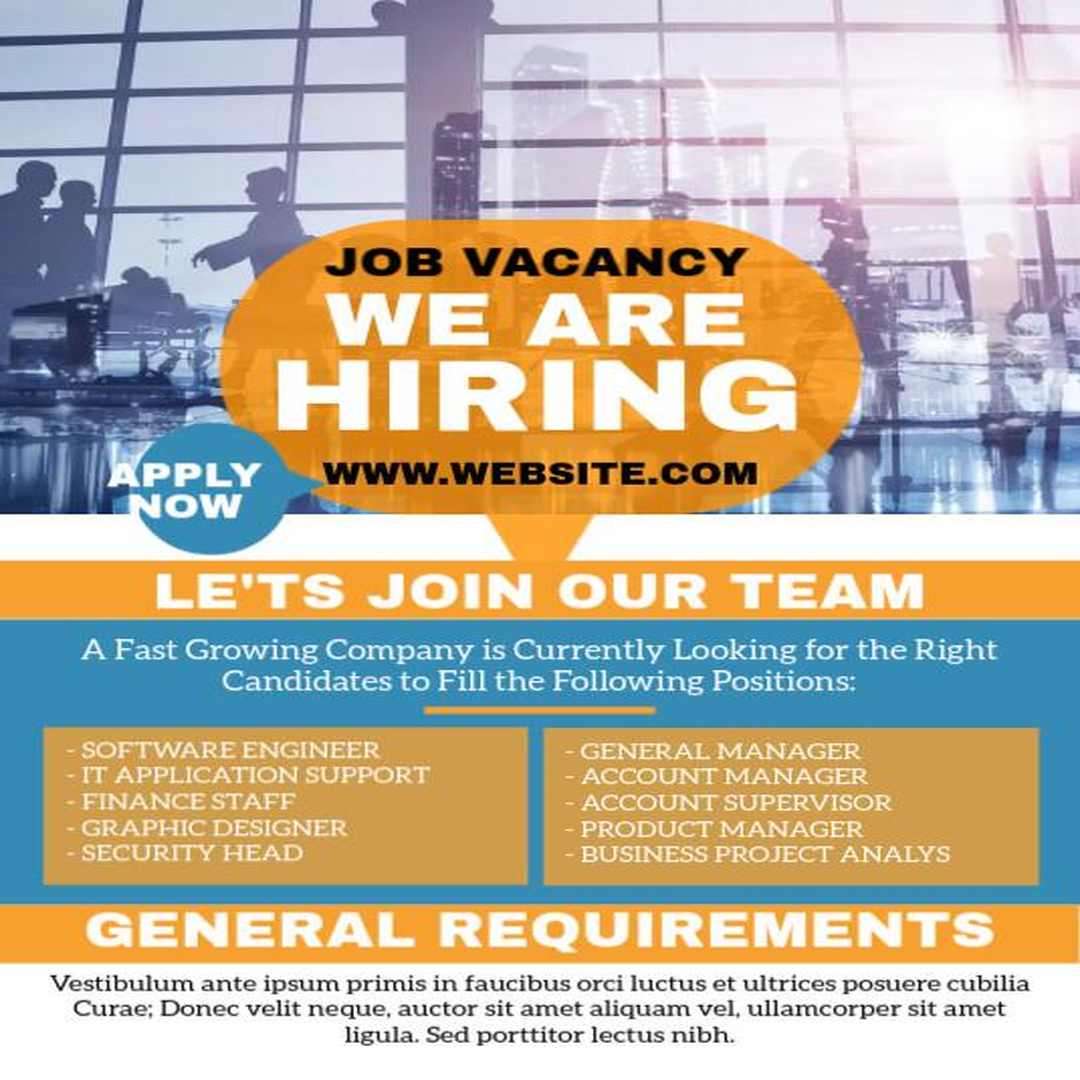 JOB VACANCY
WE ARE
HIRING
WWW.WEBSITE.COM
APPLY
NOW
LE'TS JOIN OUR TEAM
A Fast Growing Company is Currently Looking for the Right
Candidates to Fill the Following Positions:
- SOFTWARE ENGINEER
- IT APPLICATION SUPPORT
- FINANCE STAFF
- GRAPHIC DESIGNER
- SECURITY HEAD
- GENERAL MANAGER
- ACCOUNT MANAGER
- ACCOUNT SUPERVISOR
- PRODUCT MANAGER
- BUSINESS PROJECT ANALYS
GENERAL REQUIREMENTS
Vestibulum ante ipsum primis in faucibus orci luctus et ultrices posuere cubilia
Curae; Donec velit neque, auctor sit amet aliquam vel, ullamcorper sit amet
ligula. Sed porttitor lectus nibh.